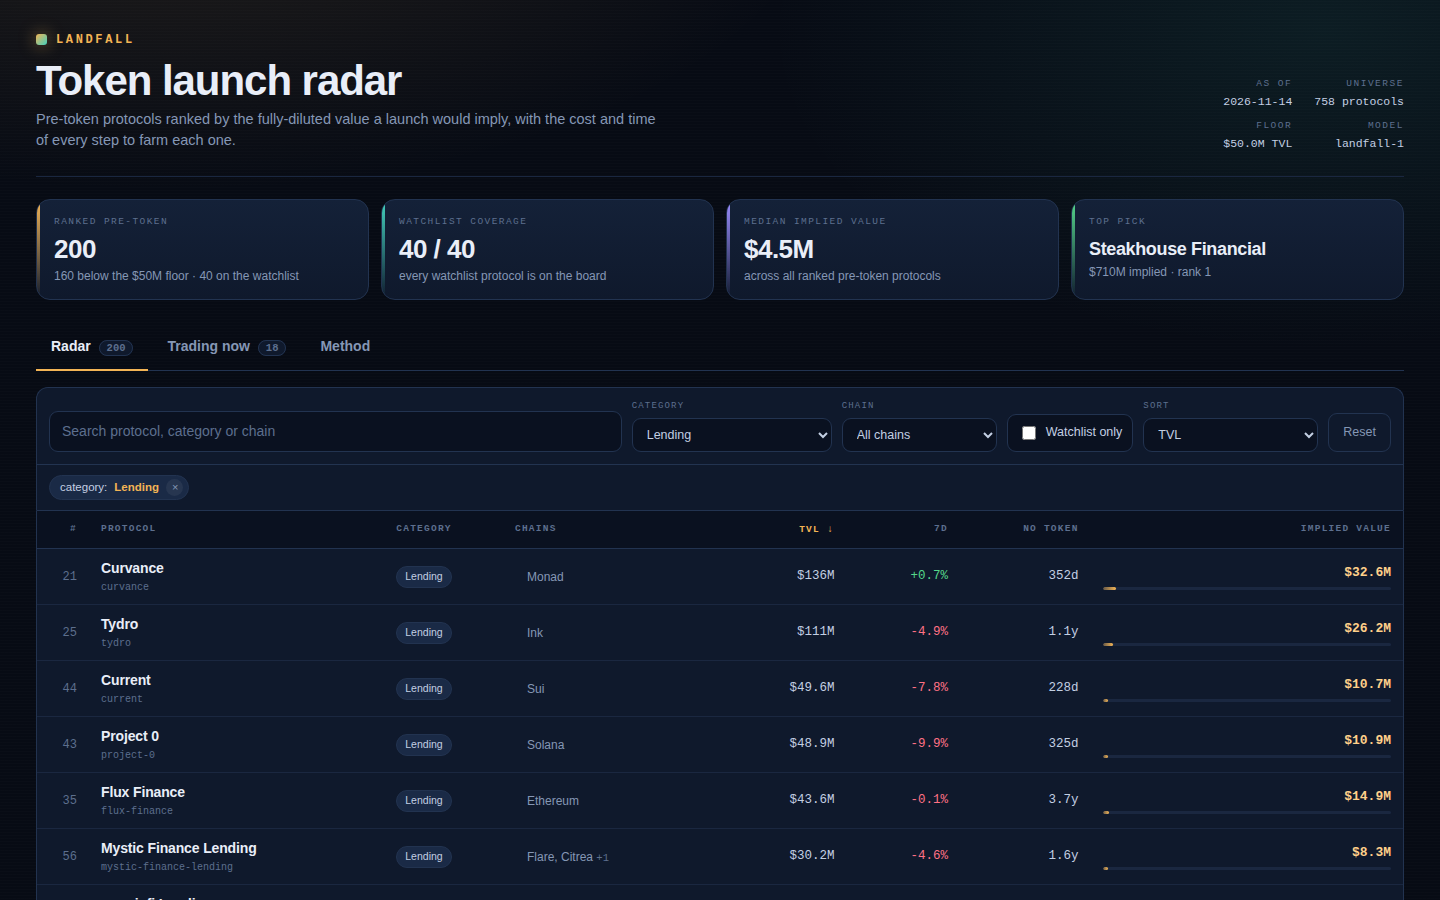 LANDFALL
Token launch radar
Pre-token protocols ranked by the fully-diluted value a launch would imply, with the cost and time
of every step to farm each one.
AS OF UNIVERSE
2026-11-14 758 protocols
FLOOR MODEL
$50.0M TVL landfall-1
RANKED PRE-TOKEN
200
160 below the $50M floor · 40 on the watchlist
WATCHLIST COVERAGE
40 / 40
every watchlist protocol is on the board
MEDIAN IMPLIED VALUE
$4.5M
across all ranked pre-token protocols
TOP PICK
Steakhouse Financial
$710M implied · rank 1
Radar 200 Trading now 18 Method
CATEGORY CHAIN SORT
Search protocol, category or chain Lending All chains Watchlist only TVL Reset
category: Lending ×
# PROTOCOL CATEGORY CHAINS TVL ↓ 7D NO TOKEN IMPLIED VALUE
21 Curvance Lending Monad $136M +0.7% 352d $32.6M
curvance
25 Tydro Lending Ink $111M -4.9% 1.1y $26.2M
tydro
44 Current Lending Sui $49.6M -7.8% 228d $10.7M
current
43 Project 0 Lending Solana $48.9M -9.9% 325d $10.9M
project-0
35 Flux Finance Lending Ethereum $43.6M -0.1% 3.7y $14.9M
flux-finance
56 Mystic Finance Lending Lending Flare, Citrea +1 $30.2M -4.6% 1.6y $8.3M
mystic-finance-lending